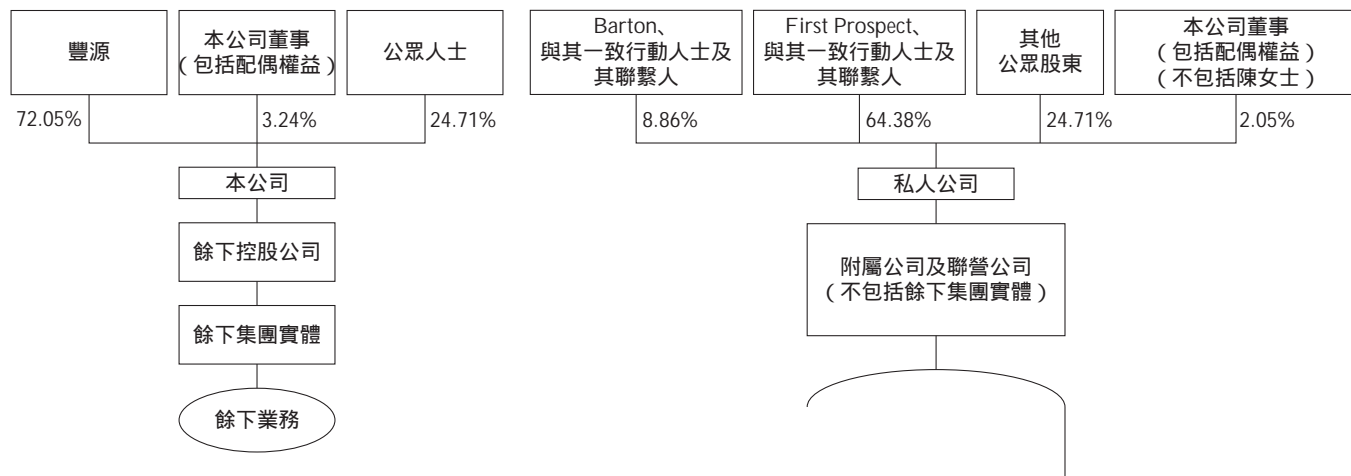 豐源
本公司董事
（包括配偶權益）
公眾人士
72.05%
3.24%
24.71%
本公司
餘下控股公司
餘下集團實體
餘下業務
Barton、
與其一致行動人士及
其聯繫人
First Prospect、
與其一致行動人士及
其聯繫人
其他
公眾股東
本公司董事
（包括配偶權益）
（不包括陳女士）
8.86%
64.38%
24.71%
2.05%
私人公司
附屬公司及聯營公司
（不包括餘下集團實體）